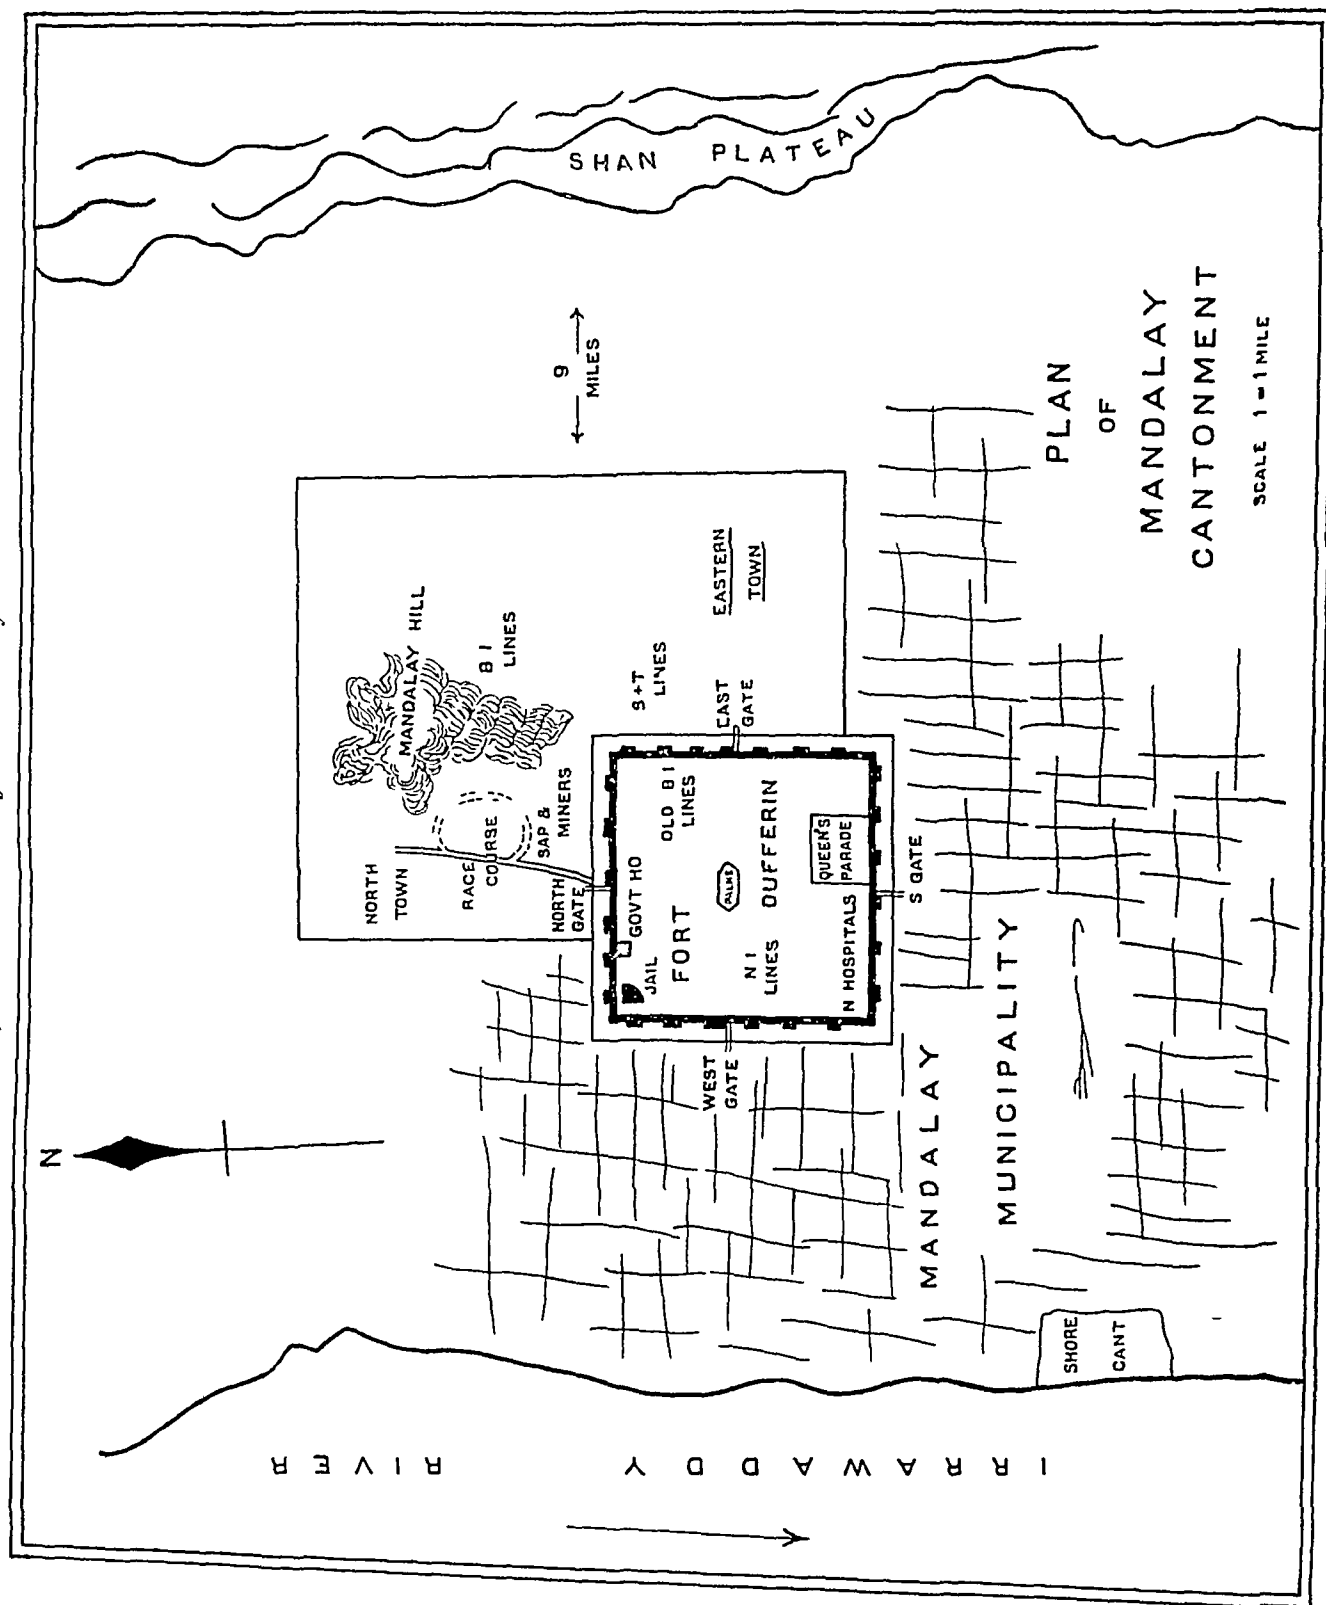 PLAN
OF
MANDALAY
CANTONMENT
SCALE 1 = 1 MILE
N
SHAN PLATEAU
9
MILES
MANDALAY HILL
B I
LINES
S+T
LINES
EASTERN
TOWN
EAST
GATE
NORTH
TOWN
RACE
COURSE
SAP &
MINERS
NORTH
GATE
GOVT HO
JAIL
OLD B I
LINES
FORT
DUFFERIN
N I
LINES
QUEEN'S
PARADE
N HOSPITALS
S GATE
WEST
GATE
MANDALAY
MUNICIPALITY
SHORE
CANT
IRRAWADDY RIVER